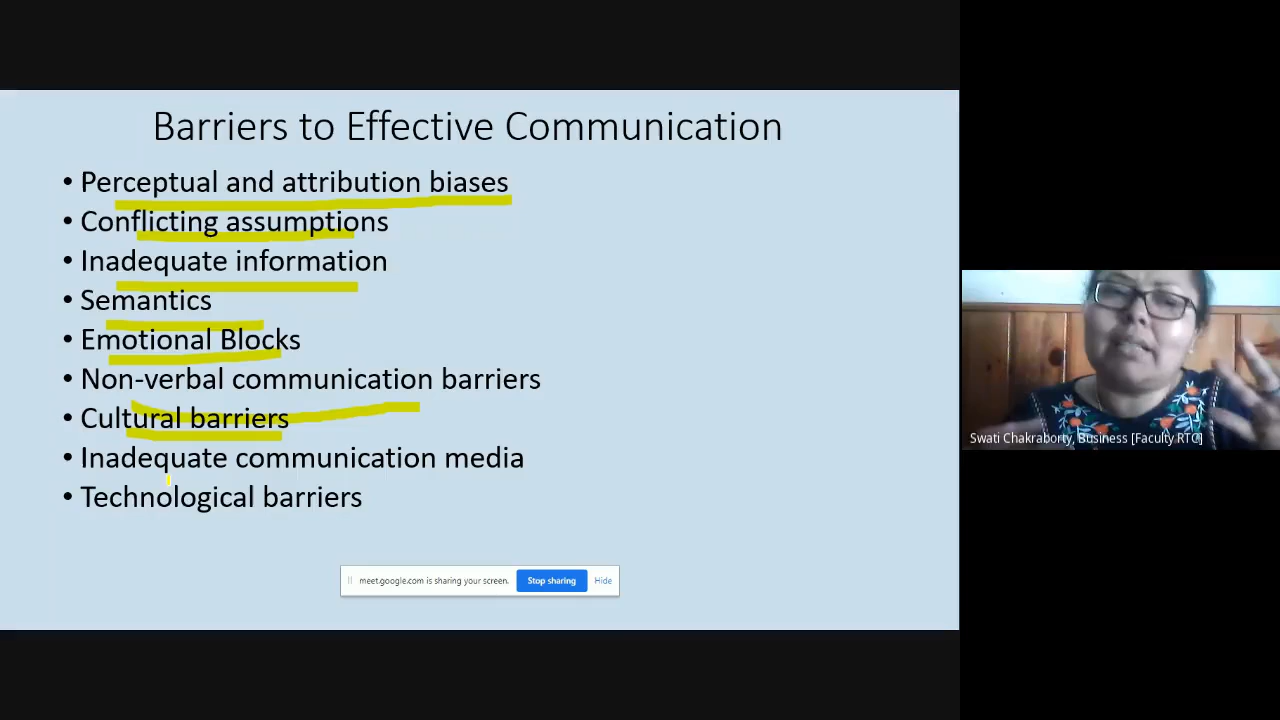 Barriers to Effective Communication
• Perceptual and attribution biases
• Conflicting assumptions
• Inadequate information
• Semantics
• Emotional Blocks
• Non-verbal communication barriers
• Cultural barriers
• Inadequate communication media
• Technological barriers
meet.google.com is sharing your screen. Stop sharing Hide
Swati Chakraborty, Business [Faculty RTC]